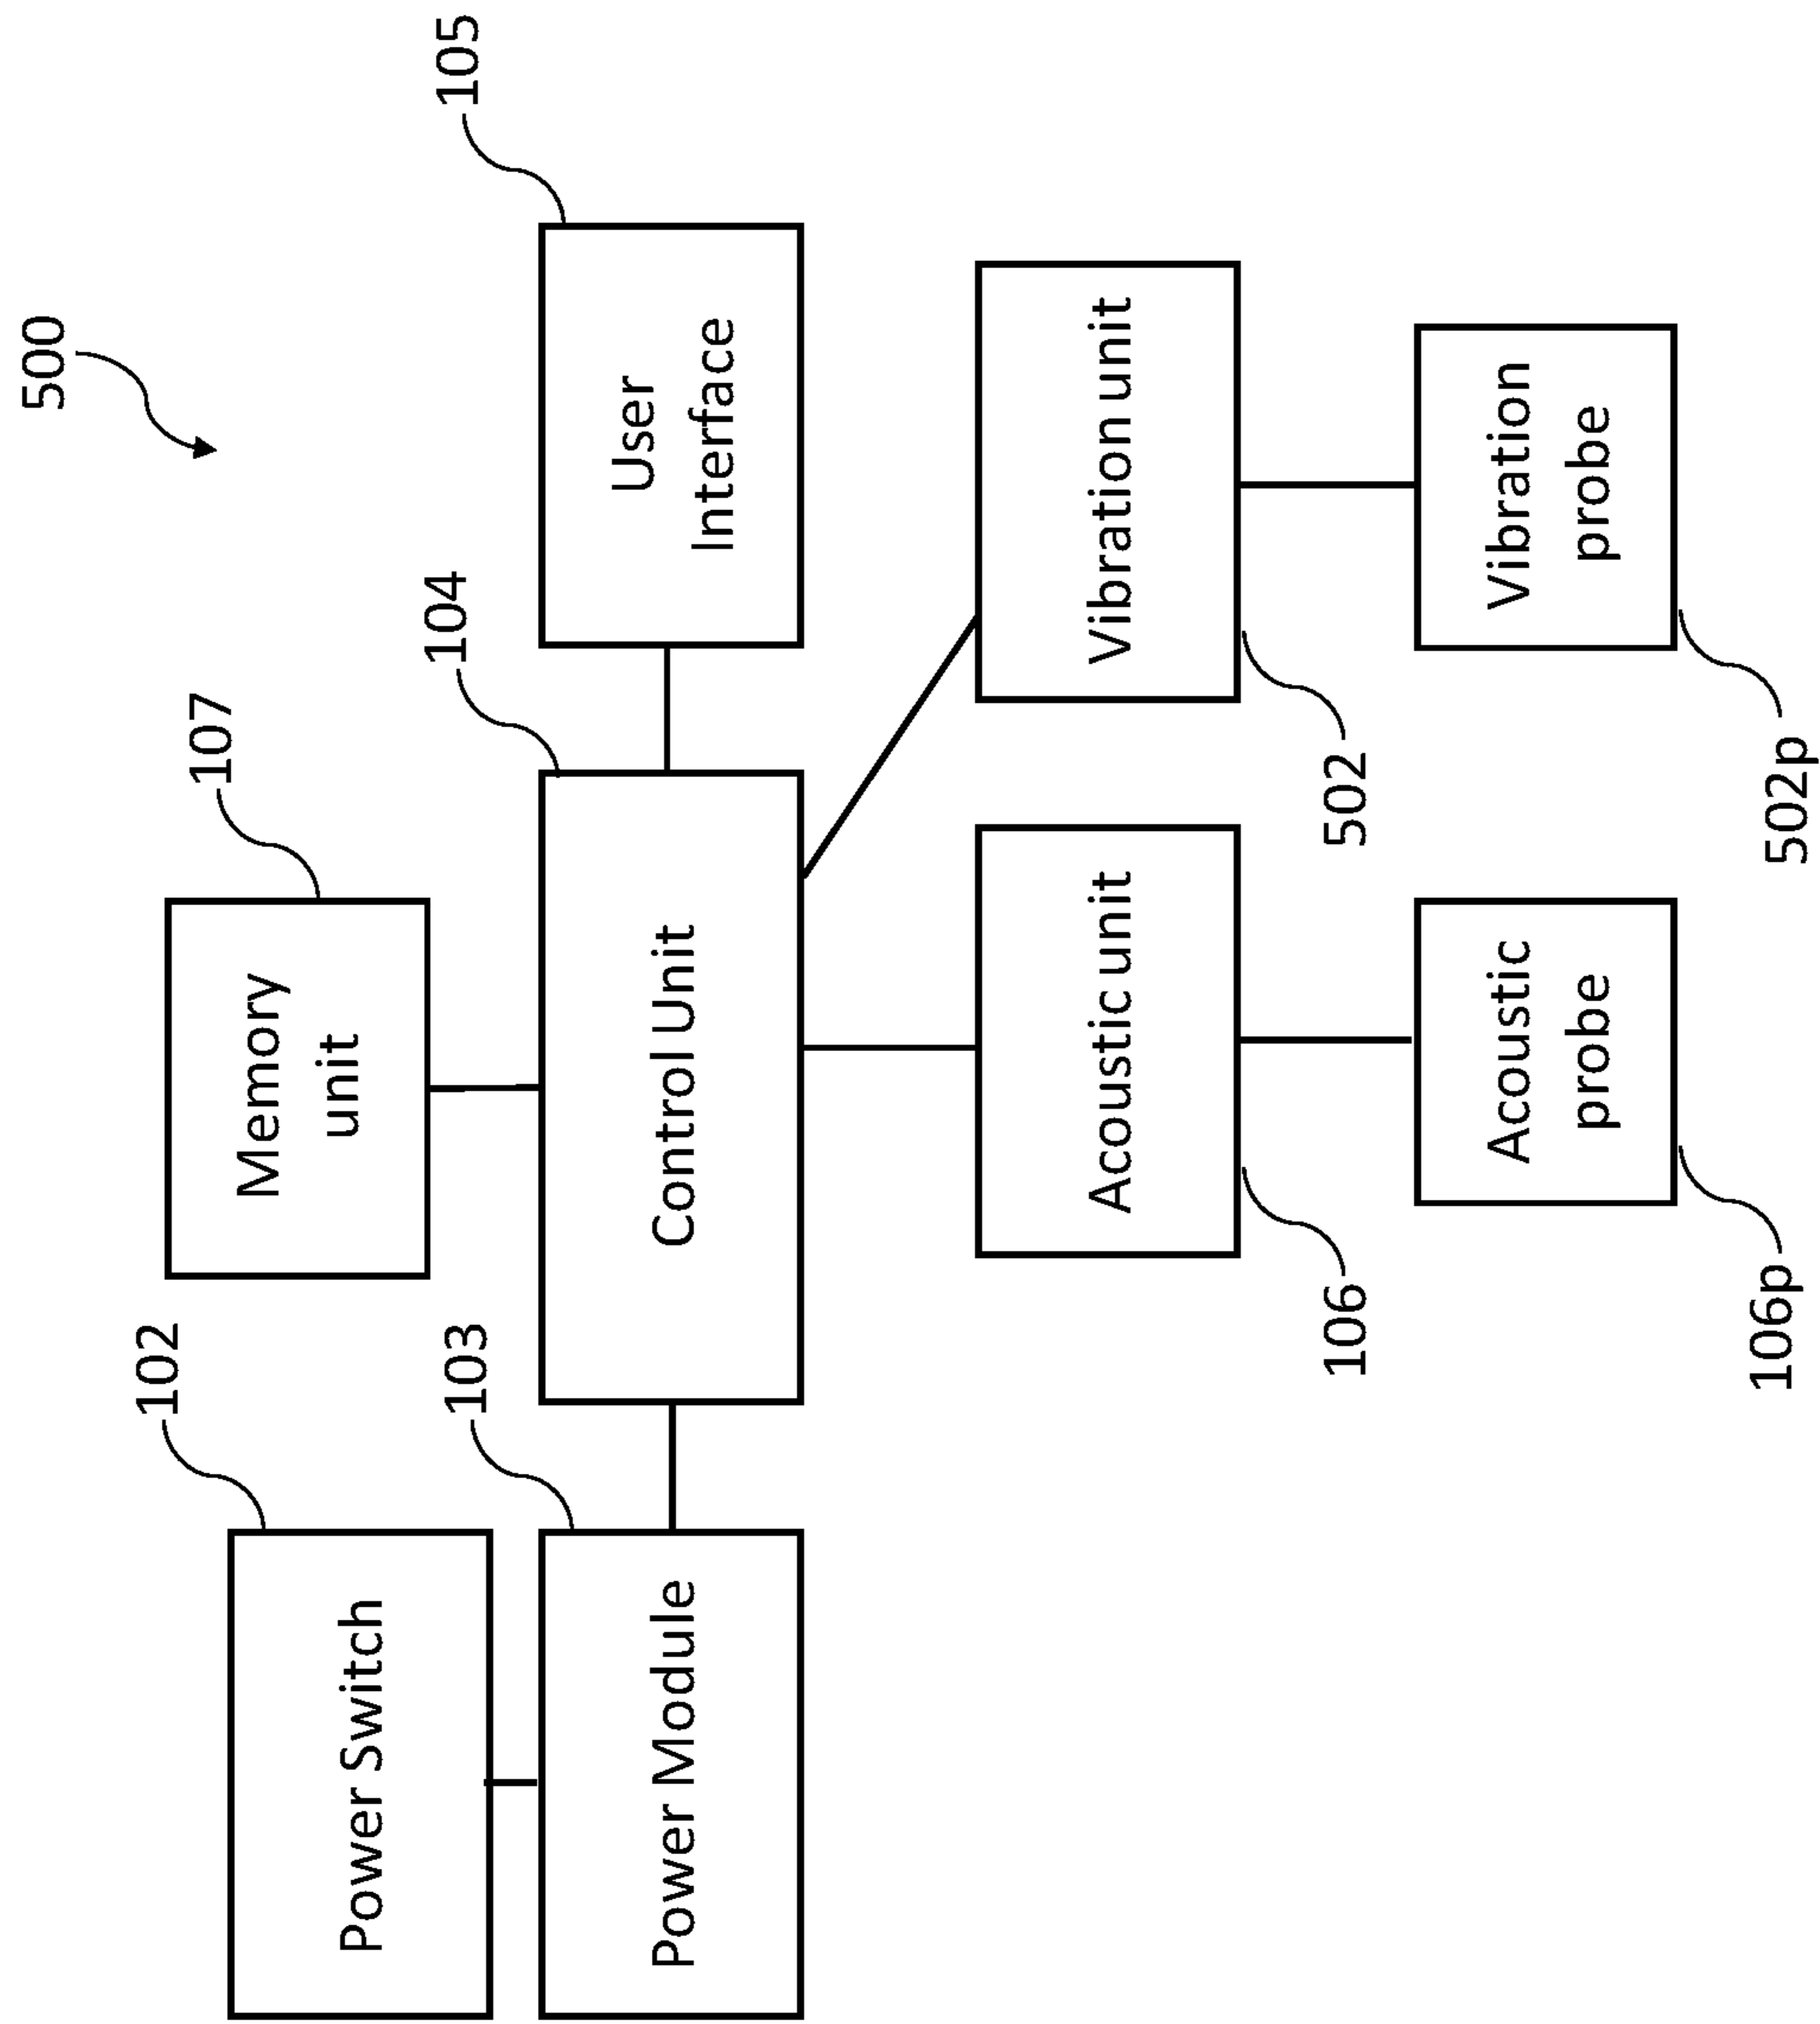 500
102
Power Switch
107
Memory
unit
103
Power Module
104
Control Unit
105
User
Interface
Acoustic unit
106
Vibration unit
502
Acoustic
probe
106p
Vibration
probe
502p